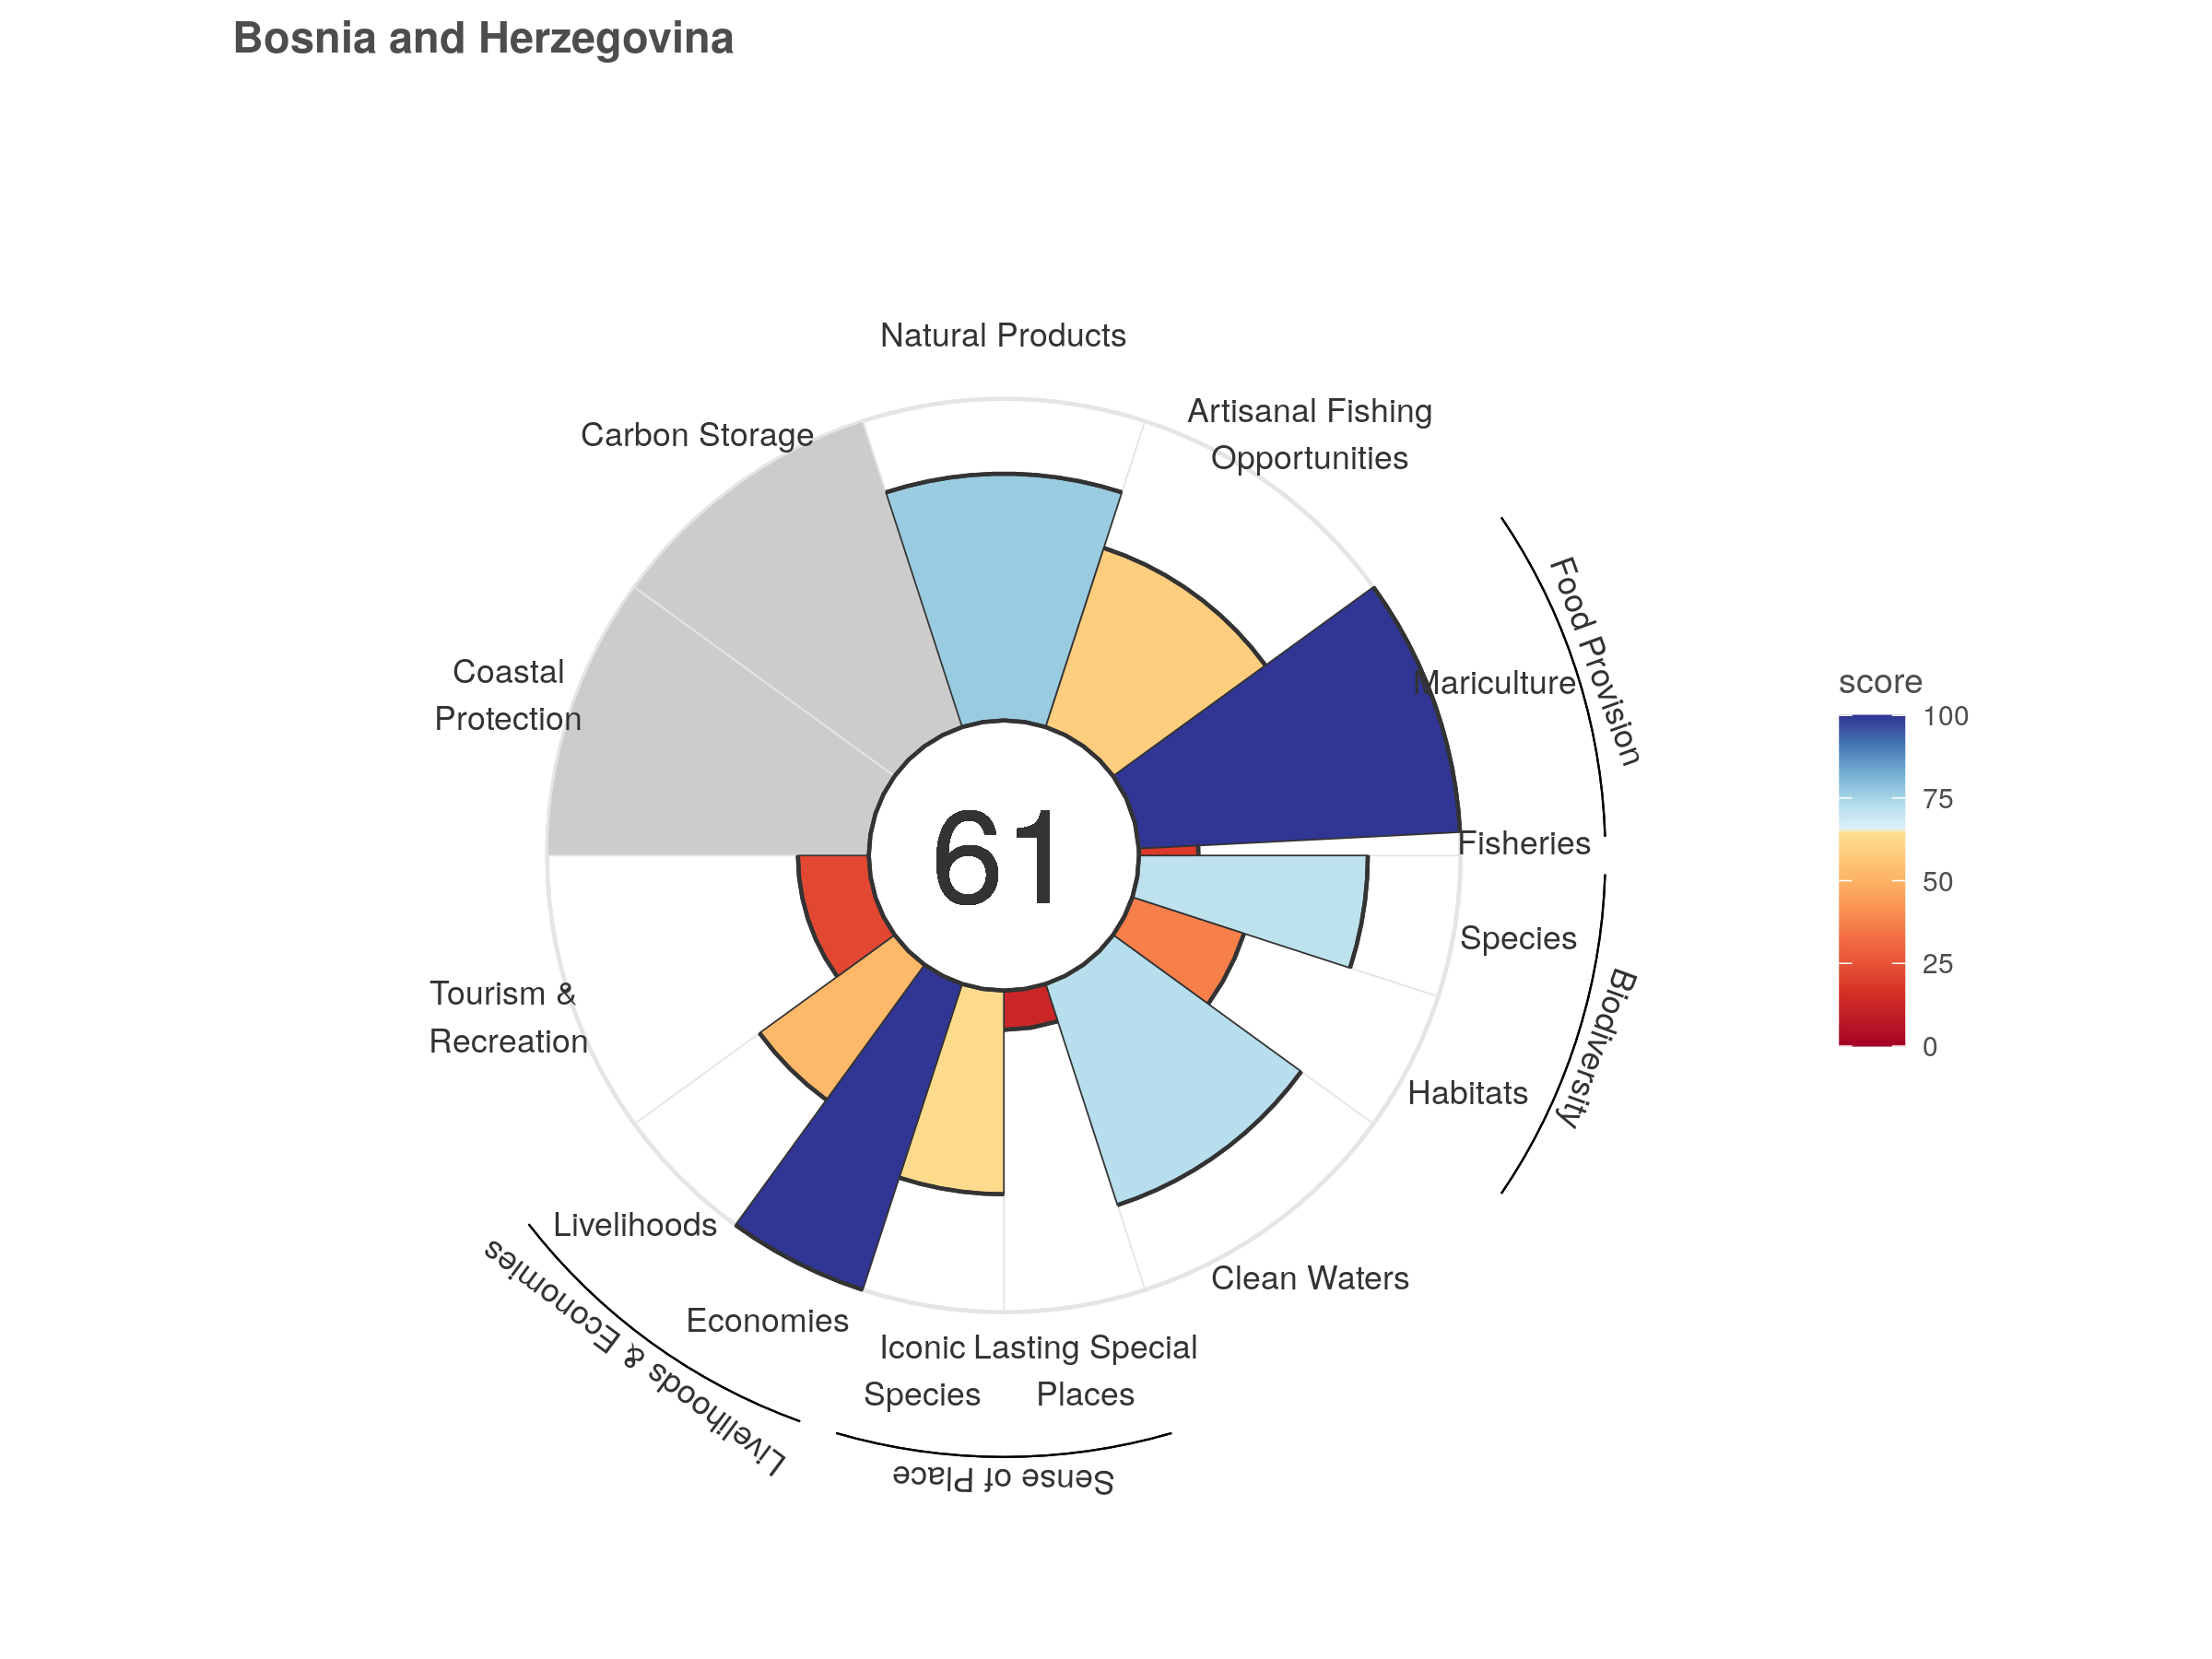 Bosnia and Herzegovina
Natural Products
Artisanal Fishing
Opportunities
Carbon Storage
Food Provision
Coastal
Protection
Mariculture
score
100
75
50
25
0
61
Fisheries
Species
Biodiversity
Tourism &
Recreation
Habitats
Livelihoods
Clean Waters
Economies
Livelihoods & Economies
Iconic
Species
Lasting Special
Places
Sense of Place